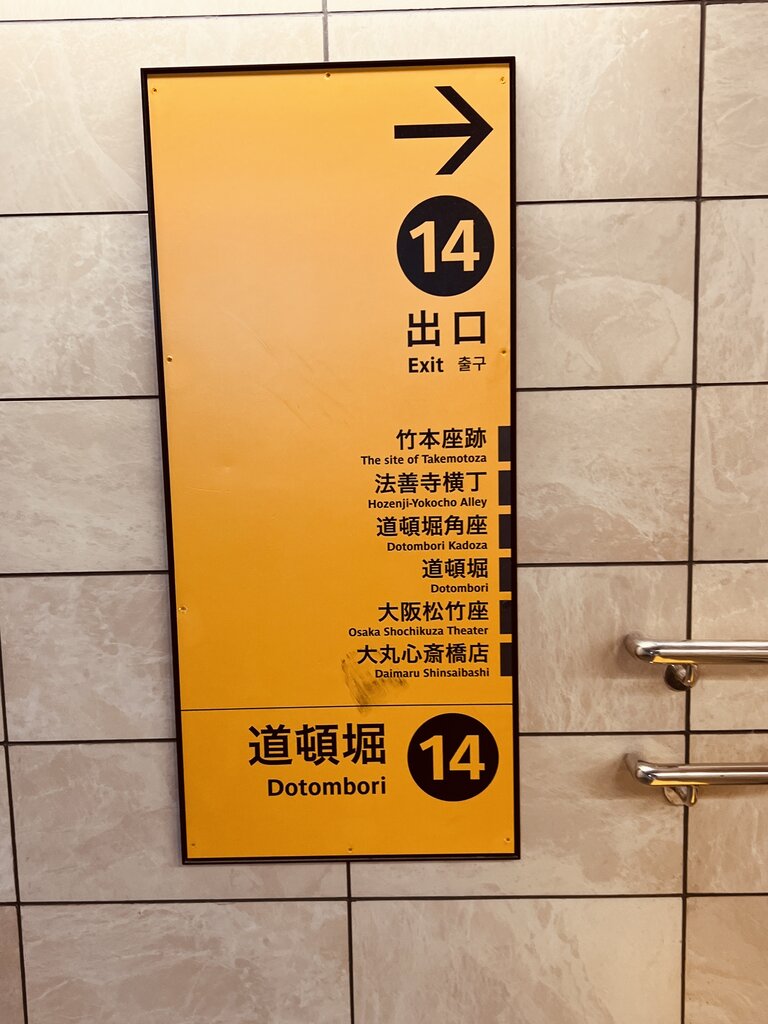 →
14
出口
Exit 출구
竹本座跡
The site of Takemotoza
法善寺横丁
Hozenji-Yokocho Alley
道頓堀角座
Dotombori Kadoza
道頓堀
Dotombori
大阪松竹座
Osaka Shochikuza Theater
大丸心斎橋店
Daimaru Shinsaibashi
道頓堀 14
Dotombori